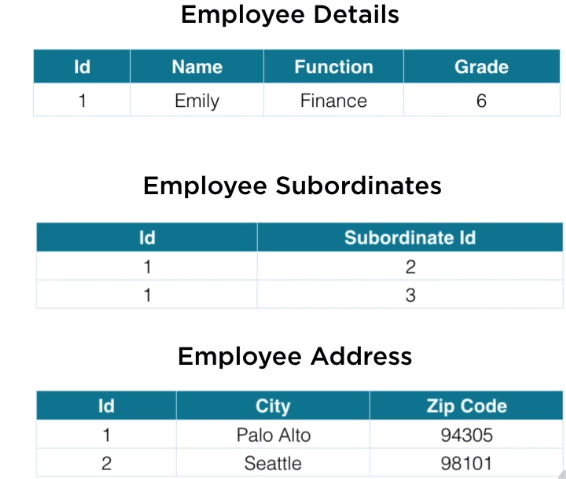 Employee Details
Id Name Function Grade
1 Emily Finance 6
Employee Subordinates
Id Subordinate Id
1 2
1 3
Employee Address
Id City Zip Code
1 Palo Alto 94305
2 Seattle 98101